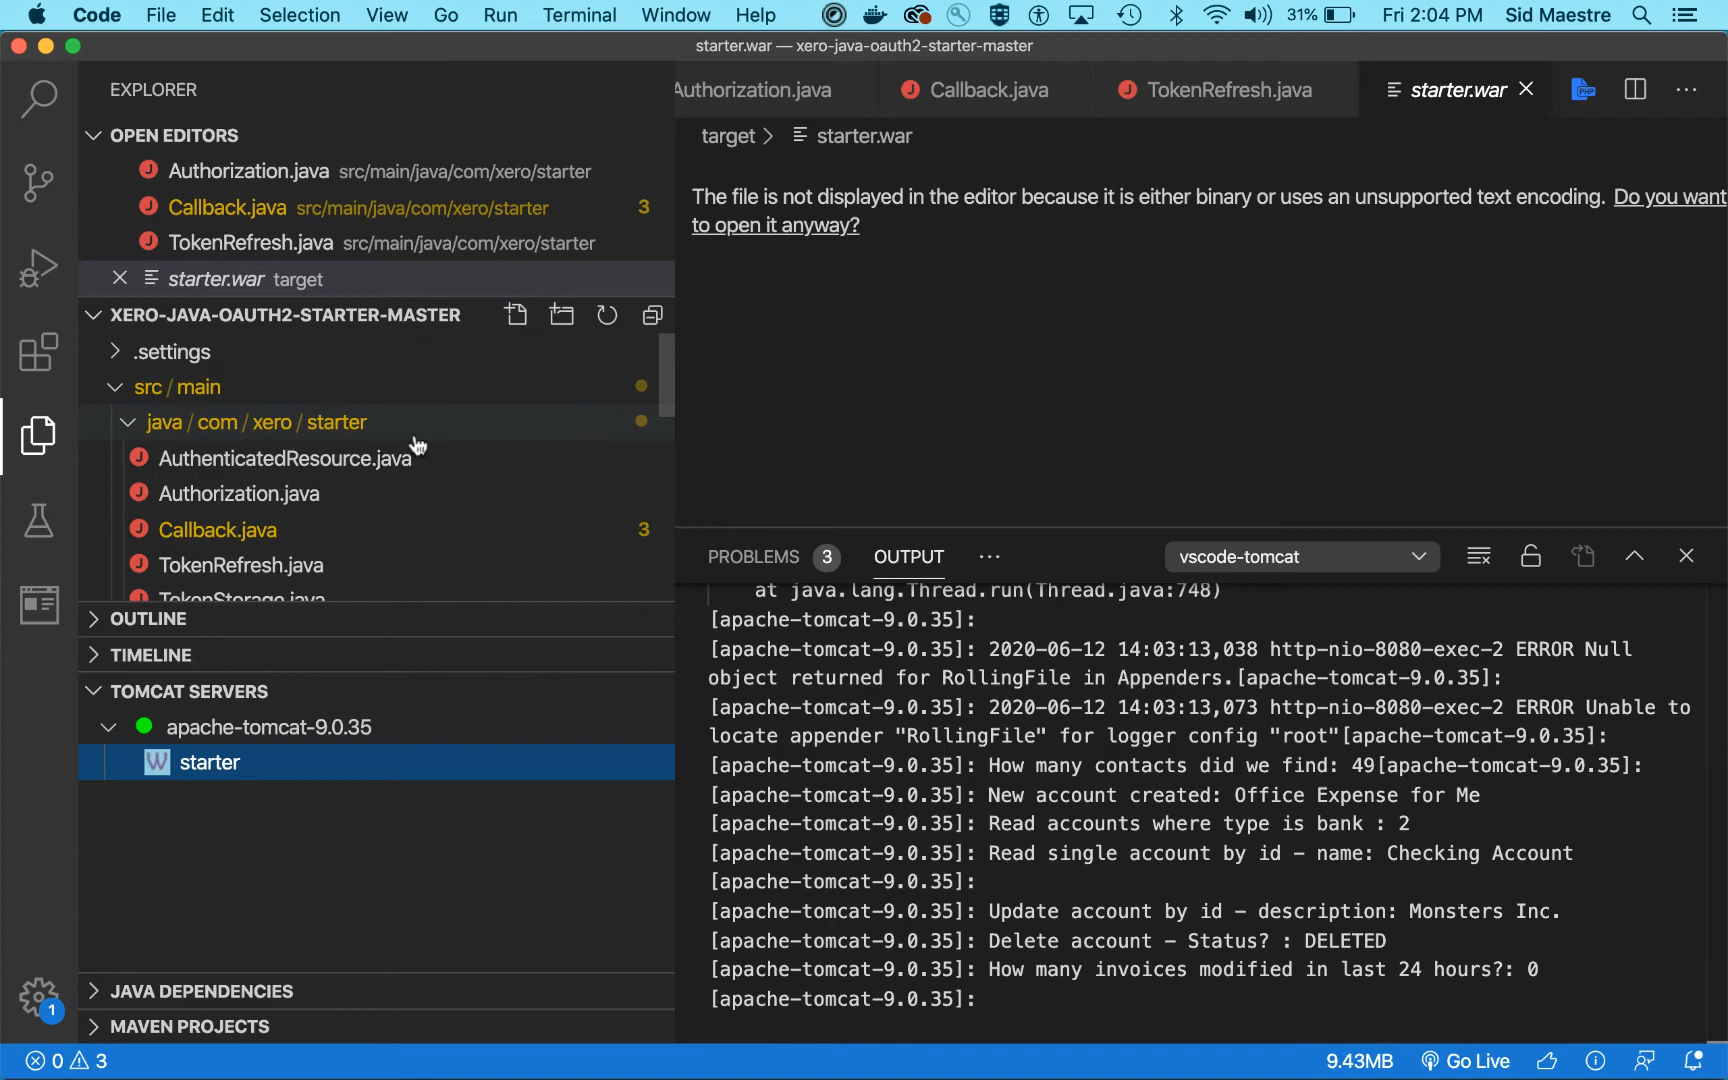 Code File Edit Selection View Go Run Terminal Window Help 31% Fri 2:04 PM Sid Maestre
starter.war — xero-java-oauth2-starter-master
EXPLORER
Authorization.java Callback.java TokenRefresh.java starter.war
OPEN EDITORS
target > starter.war
Authorization.java src/main/java/com/xero/starter
Callback.java src/main/java/com/xero/starter 3
TokenRefresh.java src/main/java/com/xero/starter
starter.war target
The file is not displayed in the editor because it is either binary or uses an unsupported text encoding. Do you want
to open it anyway?
XERO-JAVA-OAUTH2-STARTER-MASTER
.settings
src / main
java / com / xero / starter
AuthenticatedResource.java
Authorization.java
Callback.java 3
TokenRefresh.java
TokenStorage.java
OUTLINE
TIMELINE
TOMCAT SERVERS
apache-tomcat-9.0.35
starter
JAVA DEPENDENCIES
MAVEN PROJECTS
PROBLEMS 3 OUTPUT vscode-tomcat
at java.lang.Thread.run(Thread.java:748)
[apache-tomcat-9.0.35]:
[apache-tomcat-9.0.35]: 2020-06-12 14:03:13,038 http-nio-8080-exec-2 ERROR Null
object returned for RollingFile in Appenders.[apache-tomcat-9.0.35]:
[apache-tomcat-9.0.35]: 2020-06-12 14:03:13,073 http-nio-8080-exec-2 ERROR Unable to
locate appender "RollingFile" for logger config "root"[apache-tomcat-9.0.35]:
[apache-tomcat-9.0.35]: How many contacts did we find: 49[apache-tomcat-9.0.35]:
[apache-tomcat-9.0.35]: New account created: Office Expense for Me
[apache-tomcat-9.0.35]: Read accounts where type is bank : 2
[apache-tomcat-9.0.35]: Read single account by id - name: Checking Account
[apache-tomcat-9.0.35]:
[apache-tomcat-9.0.35]: Update account by id - description: Monsters Inc.
[apache-tomcat-9.0.35]: Delete account - Status? : DELETED
[apache-tomcat-9.0.35]: How many invoices modified in last 24 hours?: 0
[apache-tomcat-9.0.35]:
1
0 3 9.43MB Go Live